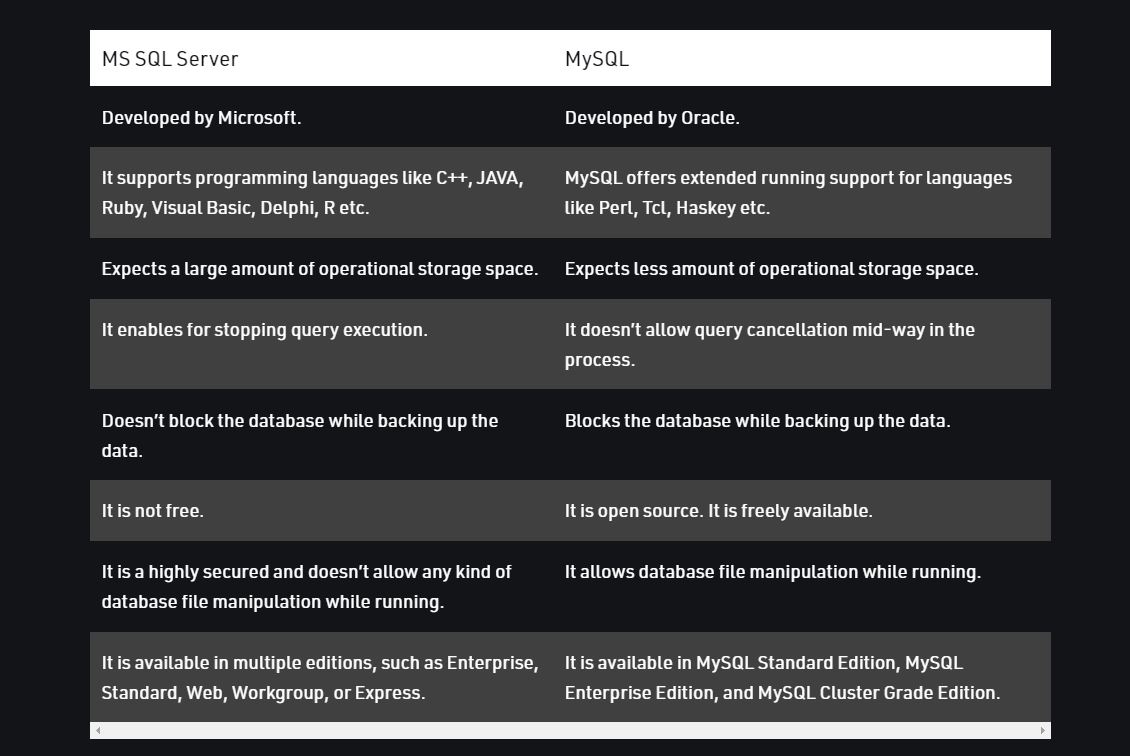 MS SQL Server MySQL
Developed by Microsoft. Developed by Oracle.
It supports programming languages like C++, JAVA,
Ruby, Visual Basic, Delphi, R etc.
MySQL offers extended running support for languages
like Perl, Tcl, Haskey etc.
Expects a large amount of operational storage space. Expects less amount of operational storage space.
It enables for stopping query execution.
It doesn't allow query cancellation mid-way in the
process.
Doesn't block the database while backing up the
data.
Blocks the database while backing up the data.
It is not free. It is open source. It is freely available.
It is a highly secured and doesn't allow any kind of
database file manipulation while running.
It allows database file manipulation while running.
It is available in multiple editions, such as Enterprise,
Standard, Web, Workgroup, or Express.
It is available in MySQL Standard Edition, MySQL
Enterprise Edition, and MySQL Cluster Grade Edition.